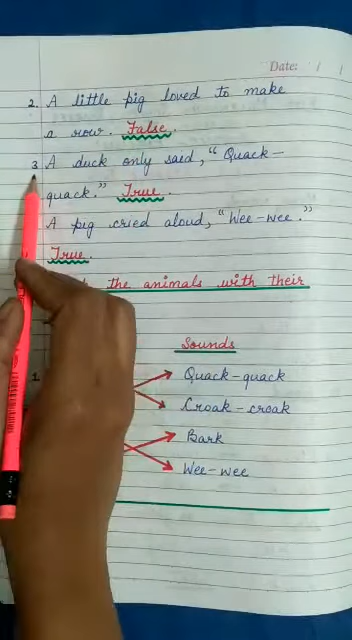 Date: / /
2. A little pig loved to make
a row. False.
3 A duck only said, "Quack-
quack." True.
A pig cried aloud, "Wee-wee."
True.
the animals with their
Sounds
1. Quack-quack
Croak-croak
Bark
Wee-wee